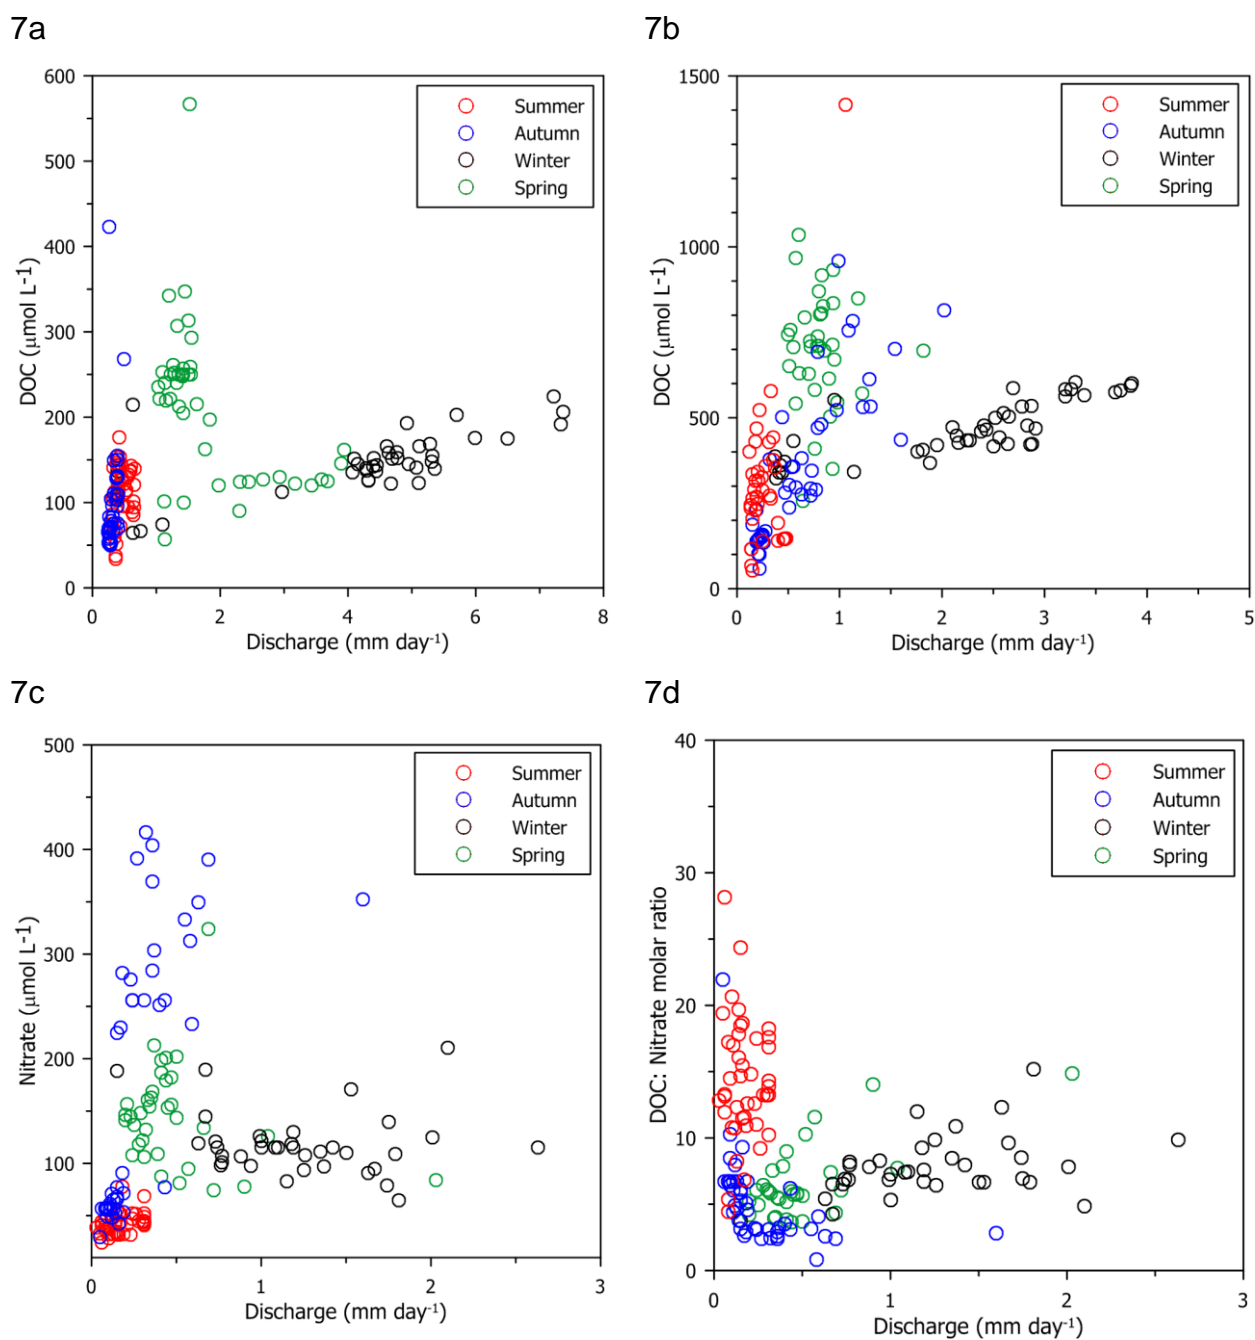 7a
600
500
400
300
200
100
0
DOC (μmol L-1)
0 2 4 6 8
Discharge (mm day-1)
Summer
Autumn
Winter
Spring
7b
1500
1000
500
0
DOC (μmol L-1)
0 1 2 3 4 5
Discharge (mm day-1)
Summer
Autumn
Winter
Spring
7c
500
400
300
200
100
Nitrate (μmol L-1)
0 1 2 3
Discharge (mm day-1)
Summer
Autumn
Winter
Spring
7d
40
30
20
10
0
DOC: Nitrate molar ratio
0 1 2 3
Discharge (mm day-1)
Summer
Autumn
Winter
Spring